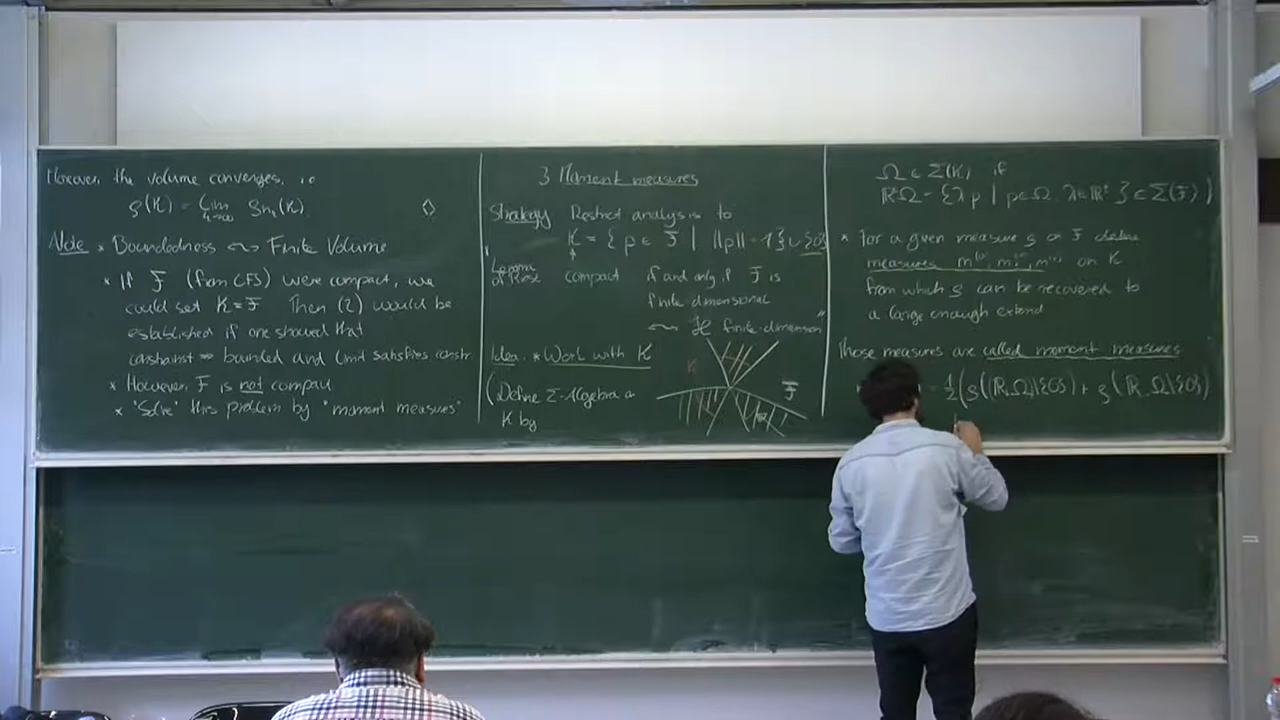 However, the volume converges, i.e
ρ(K) = lim n→∞ ρn_k(K)
Note * Boundedness ~> Finite Volume
* If F (from CFS) were compact, we
could set K = F Then (2) would be
established if one showed that
constraint bounded and limit satisfies constr
* However F is not compact
* "Solve" this problem by "moment measures"
3 Moment measures
Strategy Restrict analysis to
K = { p ∈ F | ||p|| = 1 } ∪ {0}
compact if and only if F is
finite dimensional
~> H finite-dimension
Idea. * Work with K
K
F
(Define Σ-Algebra on
K by
Ω ∈ Σ(K) if
R⁺Ω = {λp | p∈Ω, λ∈R⁺} ∈ Σ(F) )
* For a given measure ρ on F define
measures m⁽⁰⁾, m⁽¹⁾, m⁽²⁾ on K
from which ρ can be recovered to
a large enough extend
Those measures are called moment measures
= 1/2 (ρ((R₊Ω)\{0}) + ρ(R₋Ω)\{0})